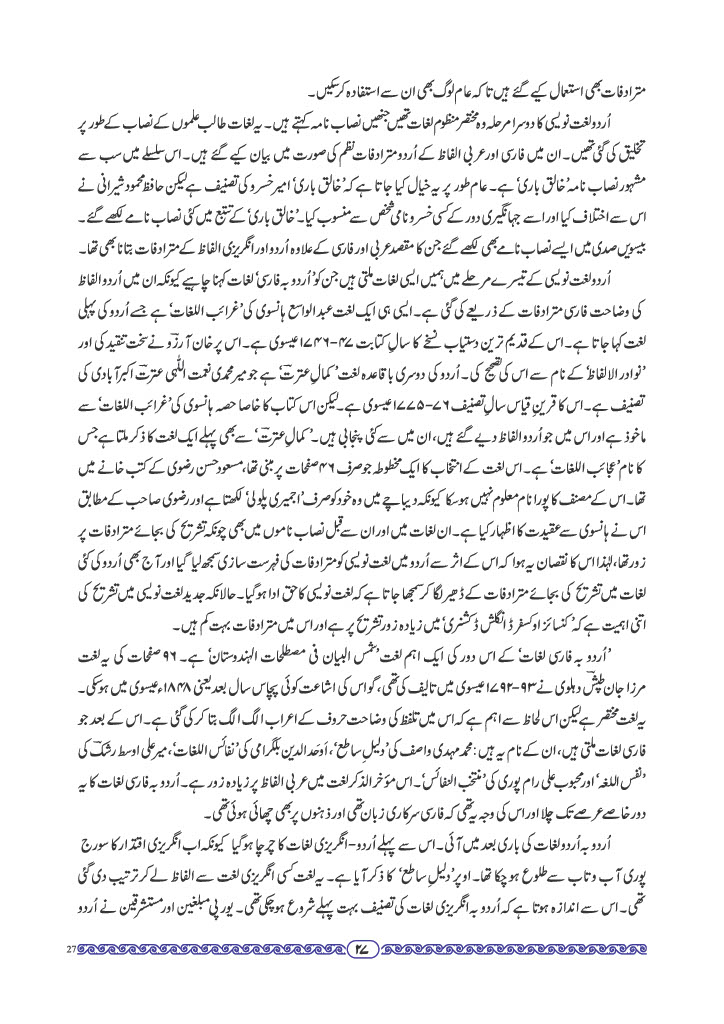 مترادفات بھی استعمال کیے گئے ہیں تاکہ عام لوگ بھی ان سے استفادہ کرسکیں۔
اُردو لغت نویسی کا دوسرا مرحلہ وہ مختصر منظوم لغات تھیں جنھیں نصاب نامہ کہتے ہیں۔ یہ لغات طالب علموں کے نصاب کے طور پر
تخلیق کی گئی تھیں۔ ان میں فارسی اور عربی الفاظ کے اُردو مترادفات نظم کی صورت میں بیان کیے گئے ہیں۔ اس سلسلے میں سب سے
مشہور نصاب نامہ ’خالق باری‘ ہے۔ عام طور پر یہ خیال کیا جاتا ہے کہ ’خالق باری‘ امیر خسرو کی تصنیف ہے لیکن حافظ محمود شیرانی نے
اس سے اختلاف کیا اور اسے جہانگیری دور کے کسی خسرو نامی شخص سے منسوب کیا۔ ’خالق باری‘ کے تتبع میں کئی نصاب نامے لکھے گئے۔
بیسویں صدی میں ایسے نصاب نامے بھی لکھے گئے جن کا مقصد عربی اور فارسی کے علاوہ اُردو اور انگریزی الفاظ کے مترادفات بتانا بھی تھا۔
اُردو لغت نویسی کے تیسرے مرحلے میں ہمیں ایسی لغات ملتی ہیں جن کو ’اُردو بہ فارسی‘ لغات کہنا چاہیے کیونکہ ان میں اُردو الفاظ
کی وضاحت فارسی مترادفات کے ذریعے کی گئی ہے۔ ایسی ہی ایک لغت عبدالواسع ہانسوی کی ’غرائب اللغات‘ ہے جسے اُردو کی پہلی
لغت کہا جاتا ہے۔ اس کے قدیم ترین دستیاب نسخے کا سالِ کتابت ۴۷-۱۷۴۶ عیسوی ہے۔ اس پر خان آرزوؔ نے سخت تنقید کی اور
’نوادر الالفاظ‘ کے نام سے اس کی تصحیح کی۔ اُردو کی دوسری باقاعدہ لغت ’کمالِ عترت‘ ہے جو میر محمدی نعمت اللّٰہی عترتؔ اکبر آبادی کی
تصنیف ہے۔ اس کا قرینِ قیاس سالِ تصنیف ۷۶-۱۷۷۵ عیسوی ہے۔ لیکن اس کتاب کا خاصا حصہ ہانسوی کی ’غرائب اللغات‘ سے
ماخوذ ہے اور اس میں جو اُردو الفاظ دیے گئے ہیں، ان میں سے کئی پنجابی ہیں۔ ’کمالِ عترت‘ سے بھی پہلے ایک لغت کا ذکر ملتا ہے جس
کا نام ’عجائب اللغات‘ ہے۔ اس لغت کے انتخاب کا ایک مخطوطہ جو صرف ۴۶ صفحات پر مبنی تھا، مسعود حسن رضوی کے کتب خانے میں
تھا۔ اس کے مصنف کا پورا نام معلوم نہیں ہوسکا کیونکہ دیباچے میں وہ خود کو صرف ’اجمیری پلولی‘ لکھتا ہے اور رضوی صاحب کے مطابق
اس نے ہانسوی سے عقیدت کا اظہار کیا ہے۔ ان لغات میں اور ان سے قبل نصاب ناموں میں بھی چونکہ تشریح کی بجائے مترادفات پر
زور تھا، لہٰذا اس کا نقصان یہ ہوا کہ اس کے اثر سے اُردو میں لغت نویسی کو مترادفات کی فہرست سازی سمجھ لیا گیا اور آج بھی اُردو کی کئی
لغات میں تشریح کی بجائے مترادفات کے ڈھیر لگا کر سمجھا جاتا ہے کہ لغت نویسی کا حق ادا ہوگیا۔ حالانکہ جدید لغت نویسی میں تشریح کی
اتنی اہمیت ہے کہ ’کنسائز اوکسفرڈ انگلش ڈکشنری‘ میں زیادہ زور تشریح پر ہے اور اس میں مترادفات بہت کم ہیں۔
’اُردو بہ فارسی لغات‘ کے اس دور کی ایک اہم لغت ’شمس البیان فی مصطلحات الہندوستان‘ ہے۔ ۹۶ صفحات کی یہ لغت
مرزا جان طپشؔ دہلوی نے ۹۳-۱۷۹۲ عیسوی میں تالیف کی تھی، گو اس کی اشاعت کوئی پچاس سال بعد یعنی ۱۸۴۸ء عیسوی میں ہوسکی۔
یہ لغت مختصر ہے لیکن اس لحاظ سے اہم ہے کہ اس میں تلفظ کی وضاحت حروف کے اعراب الگ الگ بتا کر کی گئی ہے۔ اس کے بعد جو
فارسی لغات ملتی ہیں، ان کے نام یہ ہیں: محمد مہدی واصف کی ’دلیلِ ساطع‘، اَوحد الدین بلگرامی کی ’نفائس اللغات‘، میر علی اوسط رشکؔ کی
’نفس اللغہ‘ اور محبوب علی رام پوری کی ’منتخب النفائس‘۔ اس مؤخر الذکر لغت میں عربی الفاظ پر زیادہ زور ہے۔ اُردو بہ فارسی لغات کا یہ
دور خاصے عرصے تک چلا اور اس کی وجہ یہ تھی کہ فارسی سرکاری زبان تھی اور ذہنوں پر بھی چھائی ہوئی تھی۔
اُردو بہ اُردو لغات کی باری بعد میں آئی۔ اس سے پہلے اُردو-انگریزی لغات کا چرچا ہوگیا کیونکہ اب انگریزی اقتدار کا سورج
پوری آب و تاب سے طلوع ہوچکا تھا۔ اوپر ’دلیلِ ساطع‘ کا ذکر آیا ہے۔ یہ لغت کسی انگریزی لغت سے الفاظ لے کر ترتیب دی گئی
تھی۔ اس سے اندازہ ہوتا ہے کہ اُردو بہ انگریزی لغات کی تصنیف بہت پہلے شروع ہوچکی تھی۔ یورپی مبلغین اور مستشرقین نے اُردو
۲۷
27